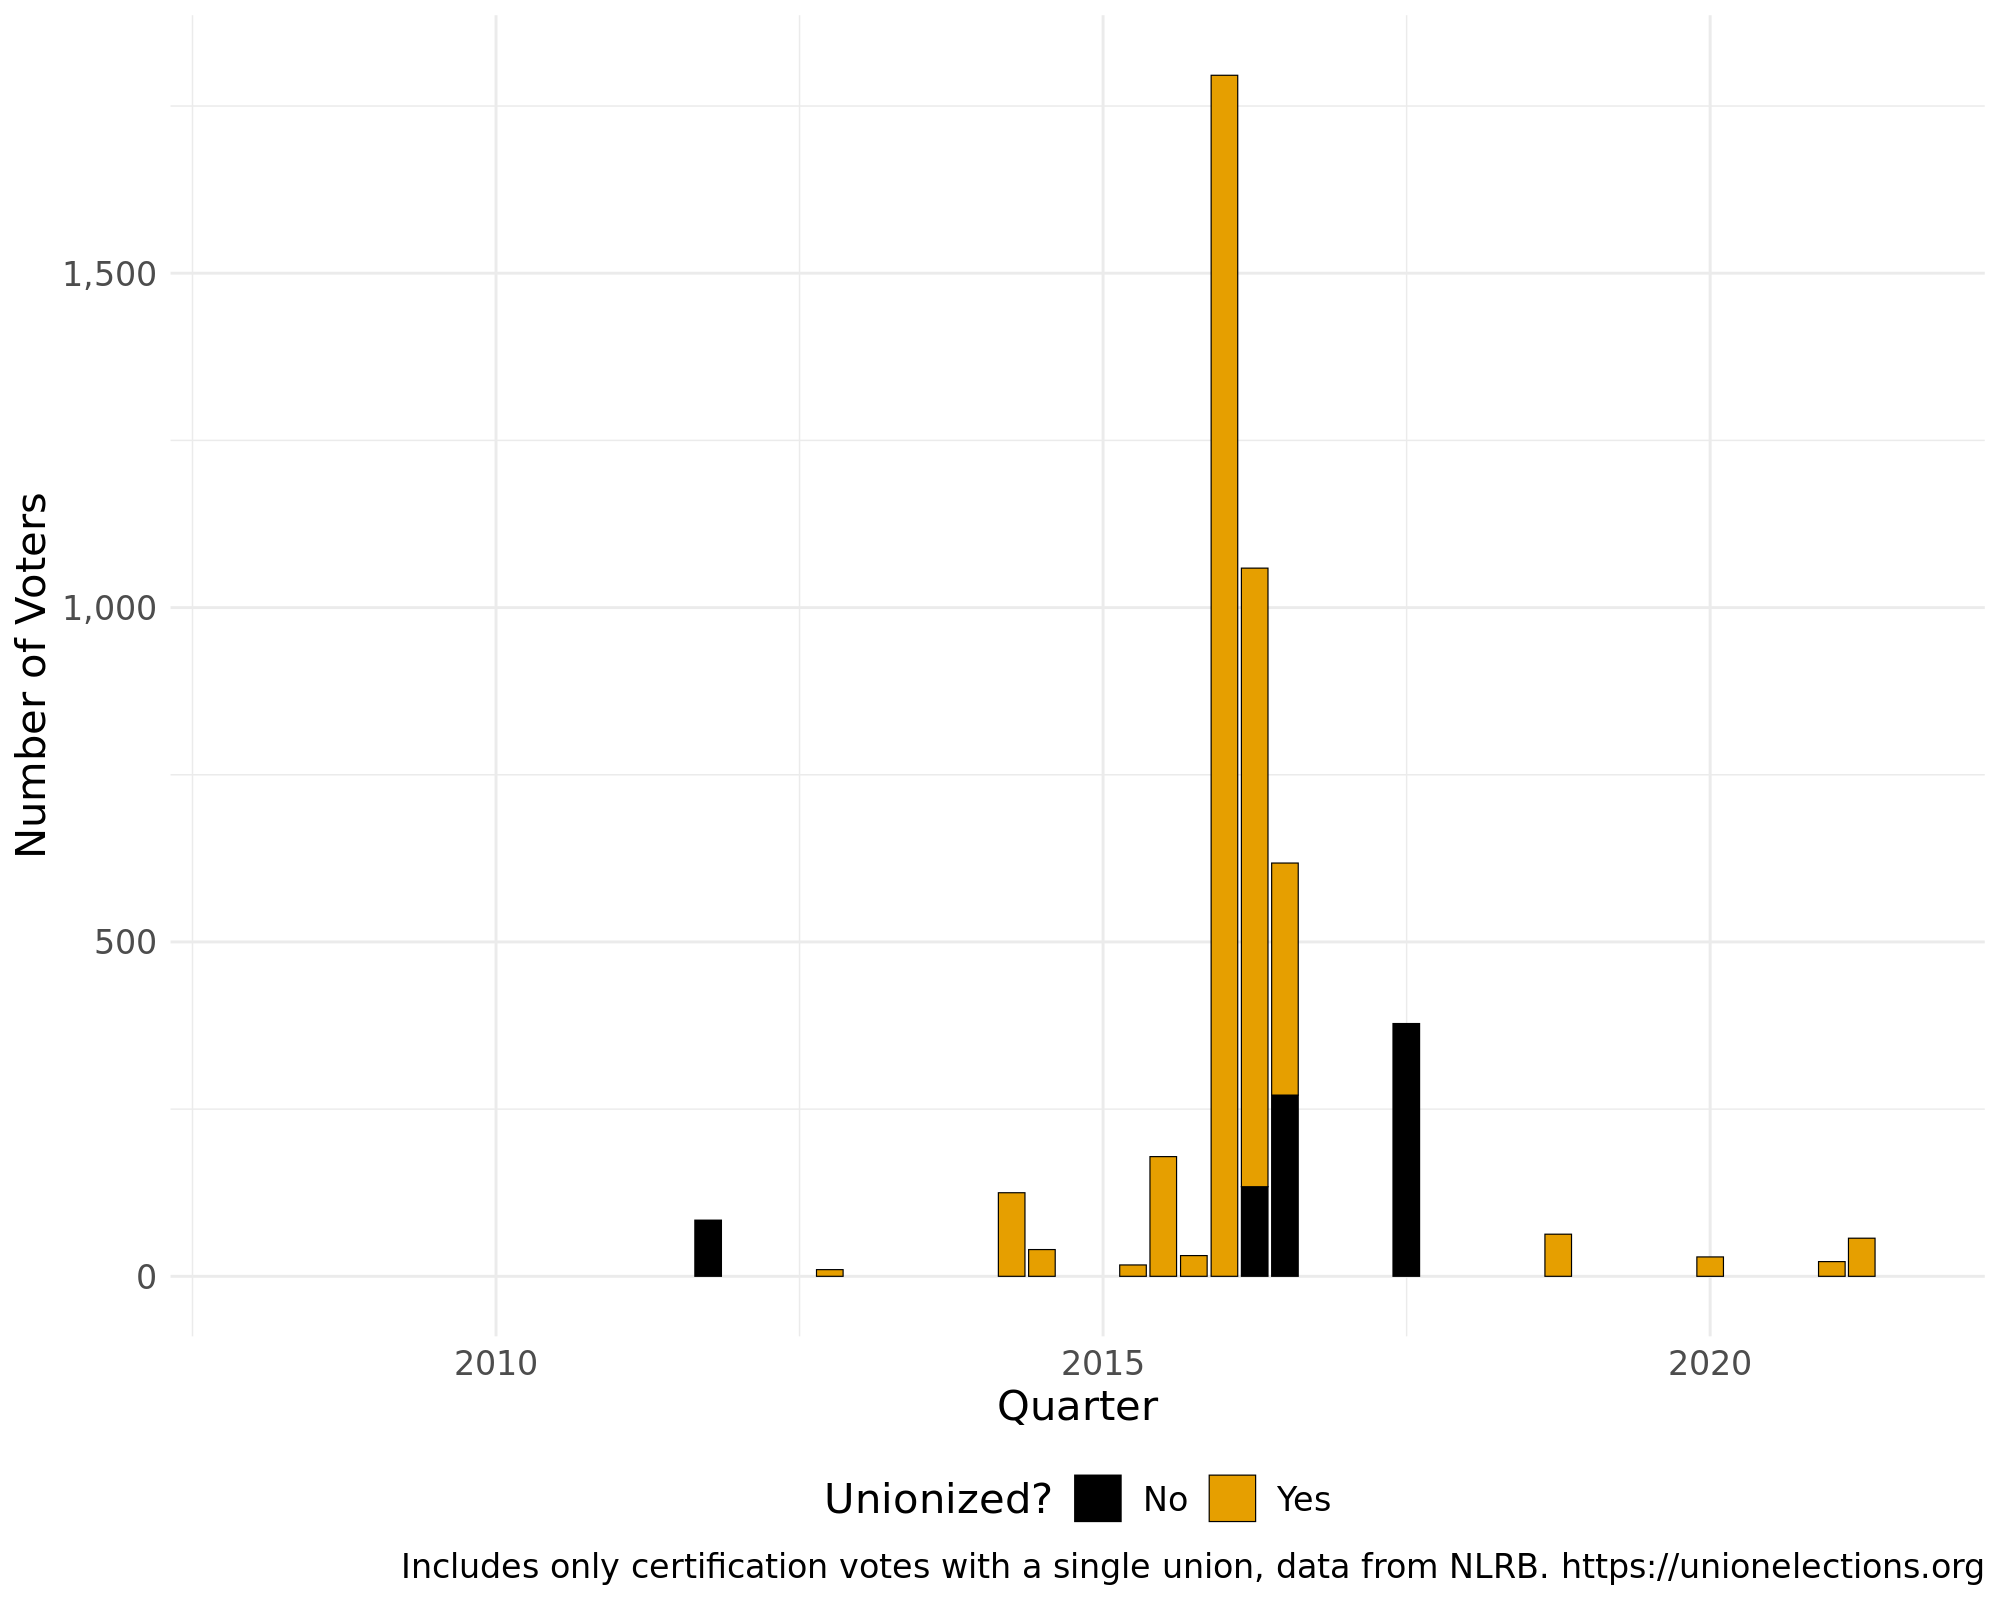 1,500
1,000
500
0
Number of Voters
2010 2015 2020
Quarter
Unionized? No Yes
Includes only certification votes with a single union, data from NLRB. https://unionelections.org